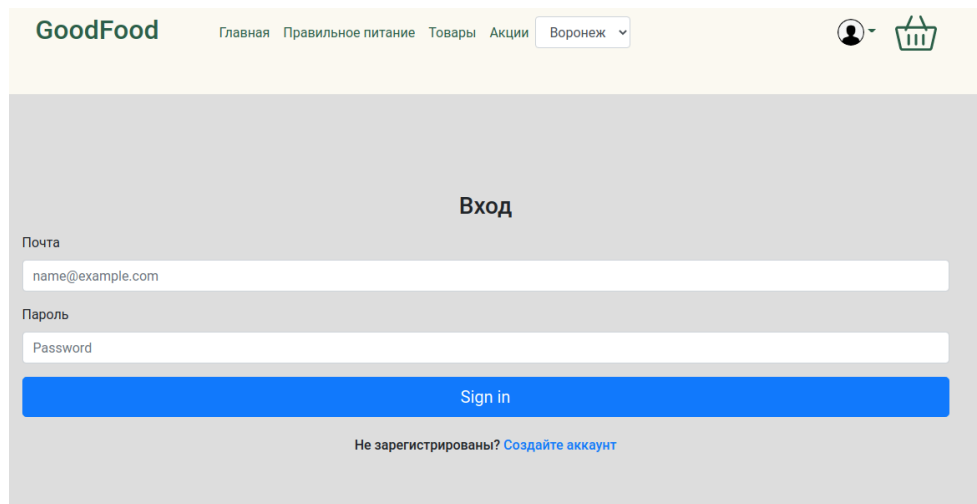 GoodFood Главная Правильное питание Товары Акции Воронеж
Вход
Почта
name@example.com
Пароль
Password
Sign in
Не зарегистрированы? Создайте аккаунт